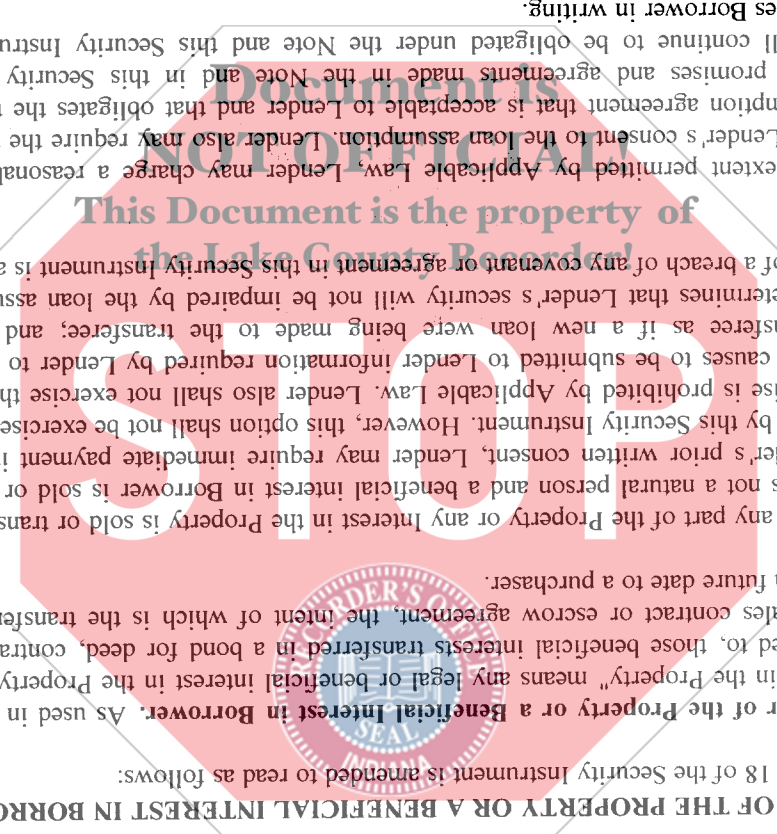 OF THE PROPERTY OR A BENEFICIAL INTEREST IN BORRO
18 of the Security Instrument is amended to read as follows:
r of the Property or a Beneficial Interest in Borrower. As used in
in the Property" means any legal or beneficial interest in the Property
ed to, those beneficial interests transferred in a bond for deed, contra
les contract or escrow agreement, the intent of which is the transfe
future date to a purchaser.
any part of the Property or any Interest in the Property is sold or trans
s not a natural person and a beneficial interest in Borrower is sold or
der's prior written consent, Lender may require immediate payment i
by this Security Instrument. However, this option shall not be exercise
ise is prohibited by Applicable Law. Lender also shall not exercise th
causes to be submitted to Lender information required by Lender to
nsferee as if a new loan were being made to the transferee; and
etermines that Lender's security will not be impaired by the loan assu
of a breach of any covenant or agreement in this Security Instrument is a
extent permitted by Applicable Law, Lender may charge a reasonal
Lender's consent to the loan assumption. Lender also may require the
mption agreement that is acceptable to Lender and that obligates the
promises and agreements made in the Note and in this Security
ll continue to be obligated under the Note and this Security Instru
es Borrower in writing.
Document is
NOT OFFICIAL!
This Document is the property of
the Lake County Recorder!
STOP
RECORDER'S OFFICE
SEAL
INDIANA